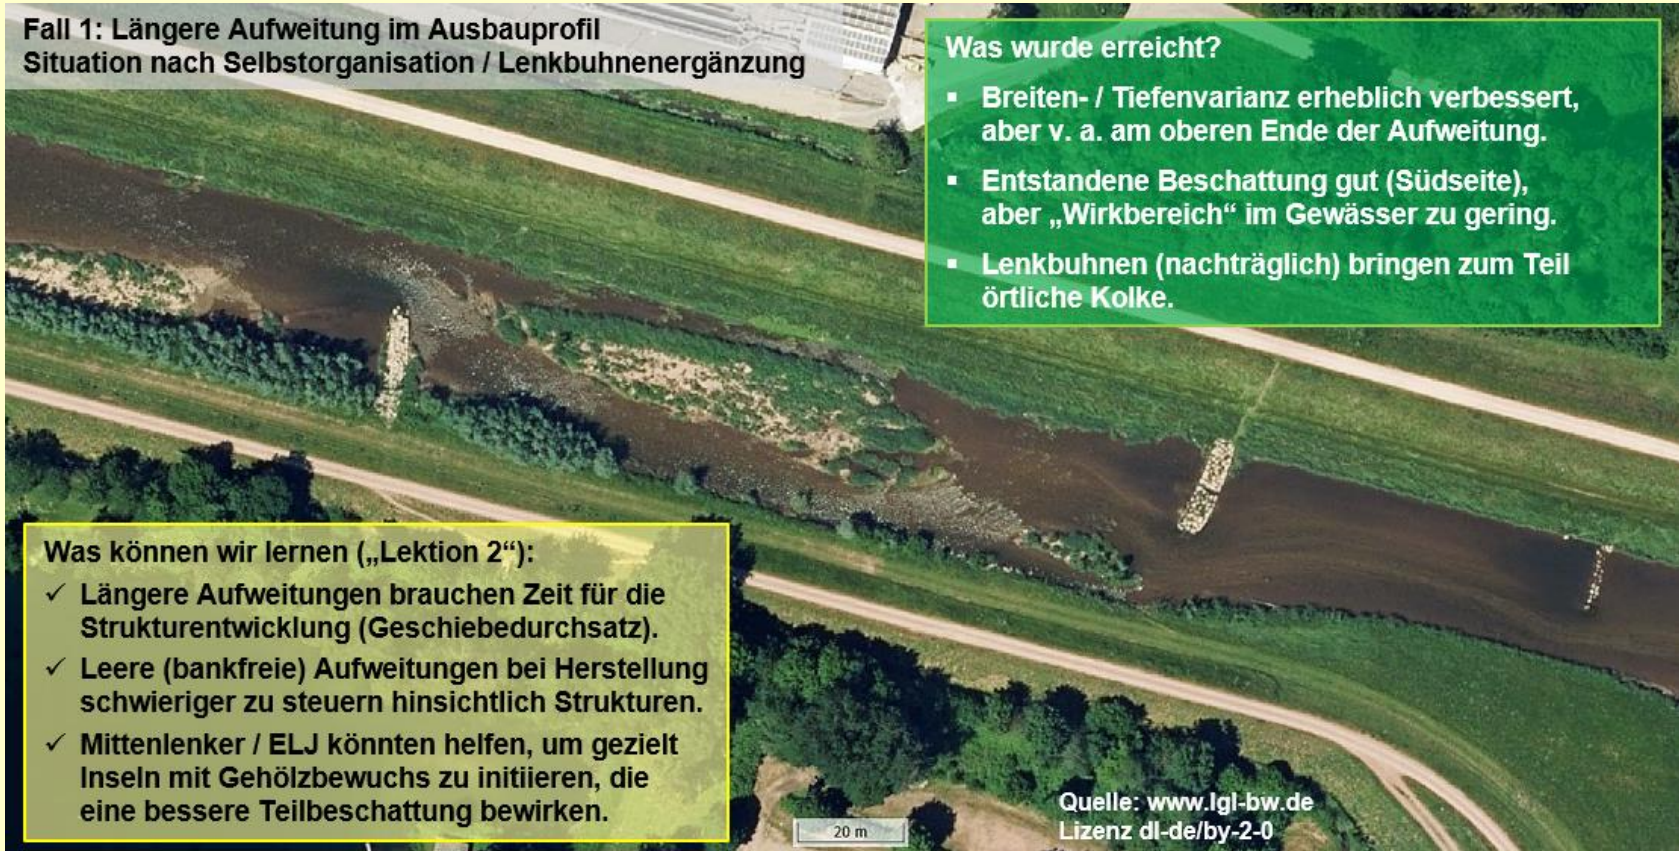 Fall 1: Längere Aufweitung im Ausbauprofil
Situation nach Selbstorganisation / Lenkbuhnenergänzung
Was wurde erreicht?
▪ Breiten- / Tiefenvarianz erheblich verbessert,
aber v. a. am oberen Ende der Aufweitung.
▪ Entstandene Beschattung gut (Südseite),
aber „Wirkbereich“ im Gewässer zu gering.
▪ Lenkbuhnen (nachträglich) bringen zum Teil
örtliche Kolke.
Was können wir lernen („Lektion 2“):
✓ Längere Aufweitungen brauchen Zeit für die
Strukturentwicklung (Geschiebedurchsatz).
✓ Leere (bankfreie) Aufweitungen bei Herstellung
schwieriger zu steuern hinsichtlich Strukturen.
✓ Mittenlenker / ELJ könnten helfen, um gezielt
Inseln mit Gehölzbewuchs zu initiieren, die
eine bessere Teilbeschattung bewirken.
20 m
Quelle: www.lgl-bw.de
Lizenz dl-de/by-2-0